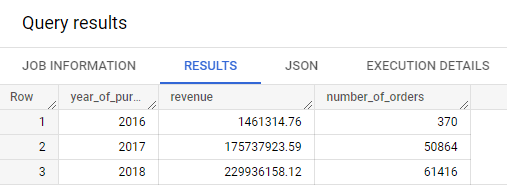 Query results
JOB INFORMATION RESULTS JSON EXECUTION DETAILS
Row year_of_pur... revenue number_of_orders
1 2016 1461314.76 370
2 2017 175737923.59 50864
3 2018 229936158.12 61416